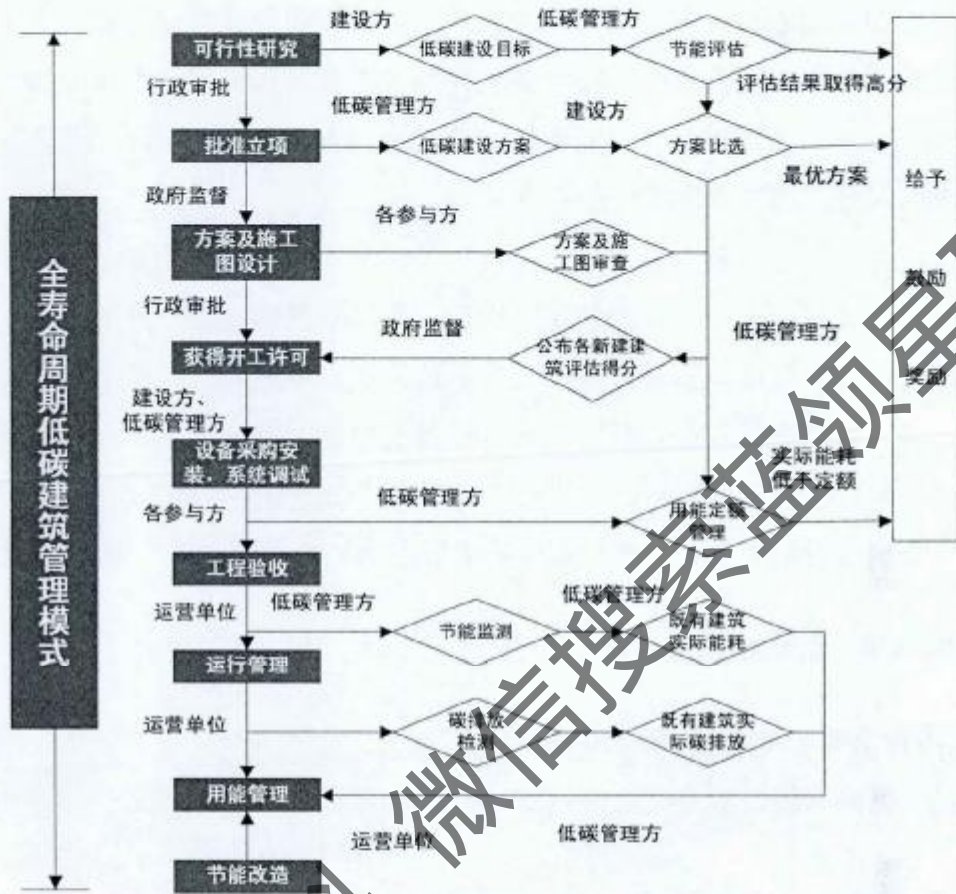 建设方
低碳管理方
可行性研究
低碳建设目标
节能评估
行政审批
评估结果取得高分
低碳管理方
建设方
批准立项
低碳建设方案
方案比选
最优方案
给予
政府监督
各参与方
方案及施工
图设计
方案及施
工图审查
鼓励
行政审批
政府监督
低碳管理方
获得开工许可
公布各新建建
筑评估得分
奖励
建设方、
低碳管理方
设备采购安
装、系统调试
实际能耗
低于定额
低碳管理方
用能定额
管理
各参与方
工程验收
运营单位
低碳管理方
低碳管理方
节能监测
既有建筑
实际能耗
运行管理
运营单位
碳排放
检测
既有建筑实
际碳排放
用能管理
运营单位
低碳管理方
节能改造
全寿命周期低碳建筑管理模式